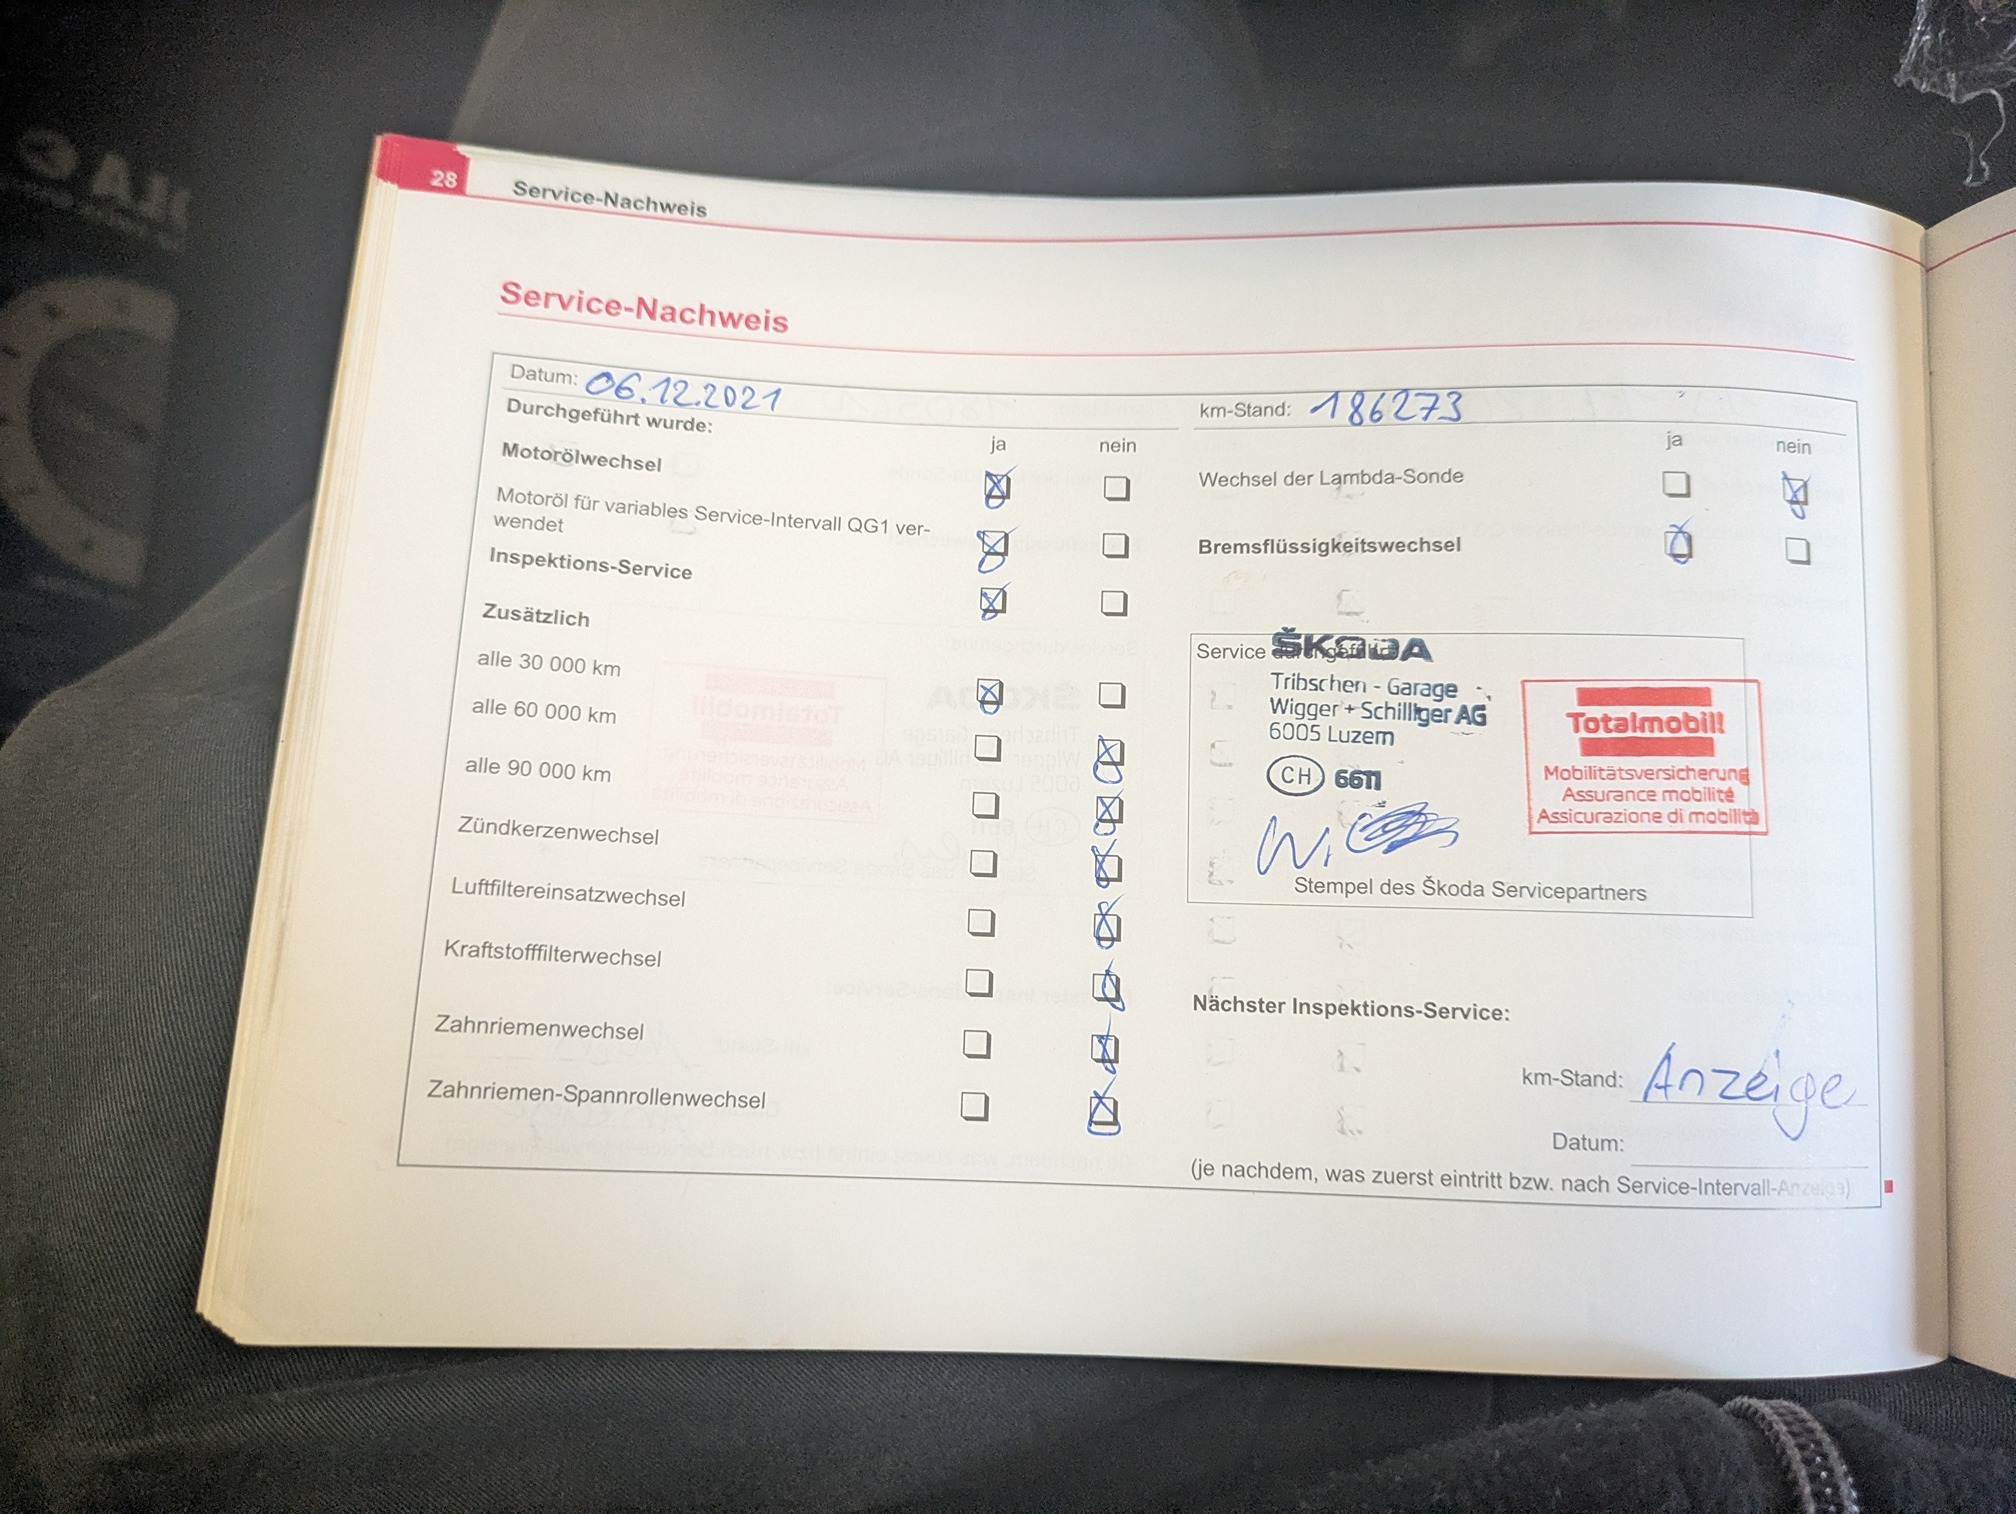 28
Service-Nachweis
Service-Nachweis
Datum: 06.12.2021
km-Stand: 186273
Durchgeführt wurde:
ja nein
ja nein
Motorölwechsel
Motoröl für variables Service-Intervall QG1 ver-
wendet
Inspektions-Service
Zusätzlich
alle 30 000 km
alle 60 000 km
alle 90 000 km
Zündkerzenwechsel
Luftfiltereinsatzwechsel
Kraftstofffilterwechsel
Zahnriemenwechsel
Zahnriemen-Spannrollenwechsel
Wechsel der Lambda-Sonde
Bremsflüssigkeitswechsel
Service durchgeführt
ŠKODA
Tribschen - Garage
Wigger + Schilliger AG
6005 Luzern
CH 6611
Totalmobil!
Mobilitätsversicherung
Assurance mobilité
Assicurazione di mobilità
Stempel des Škoda Servicepartners
Nächster Inspektions-Service:
km-Stand: Anzeige
Datum:
(je nachdem, was zuerst eintritt bzw. nach Service-Intervall-Anzeige)